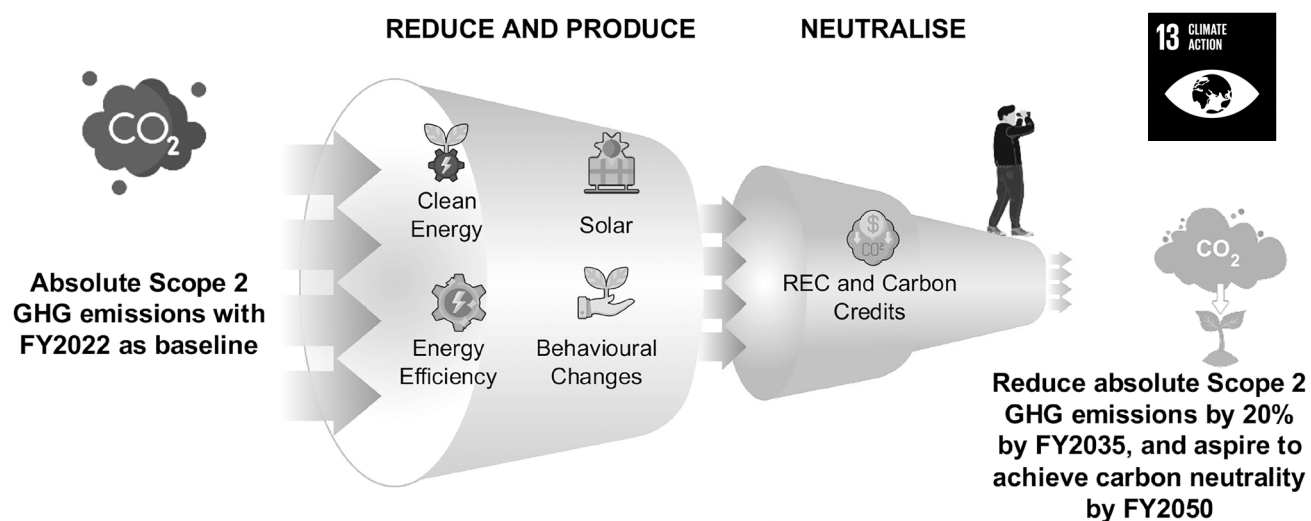 REDUCE AND PRODUCE
NEUTRALISE
13 CLIMATE
ACTION
CO2
Absolute Scope 2
GHG emissions with
FY2022 as baseline
Clean
Energy
Solar
Energy
Efficiency
Behavioural
Changes
$
CO²
REC and Carbon
Credits
CO2
Reduce absolute Scope 2
GHG emissions by 20%
by FY2035, and aspire to
achieve carbon neutrality
by FY2050